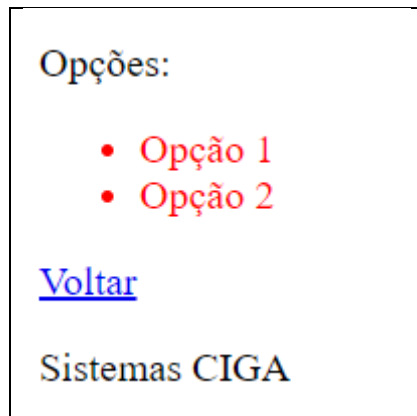 Opções:
• Opção 1
• Opção 2
Voltar
Sistemas CIGA